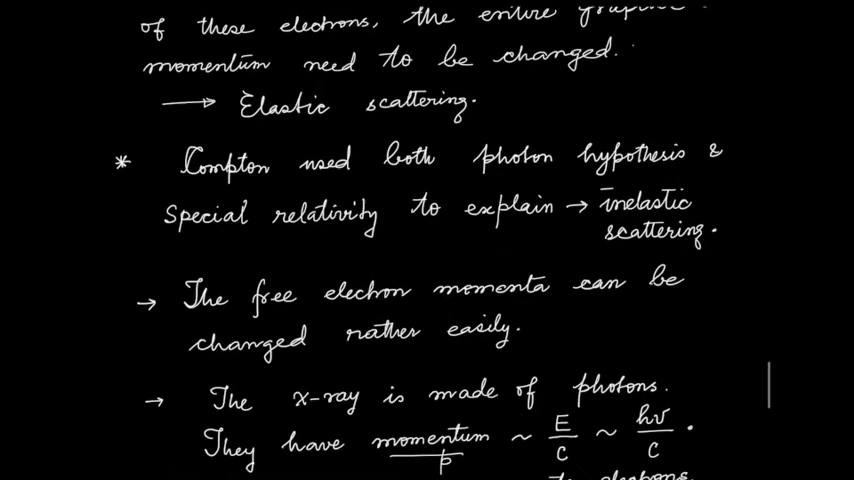 of these electrons, the entire
momentum need to be changed.
→ Elastic scattering.
* Compton used both photon hypothesis &
special relativity to explain → inelastic
scattering.
→ The free electron momenta can be
changed rather easily.
→ The x-ray is made of photons.
They have momentum ~ E/c ~ hν/c .
p
electrons